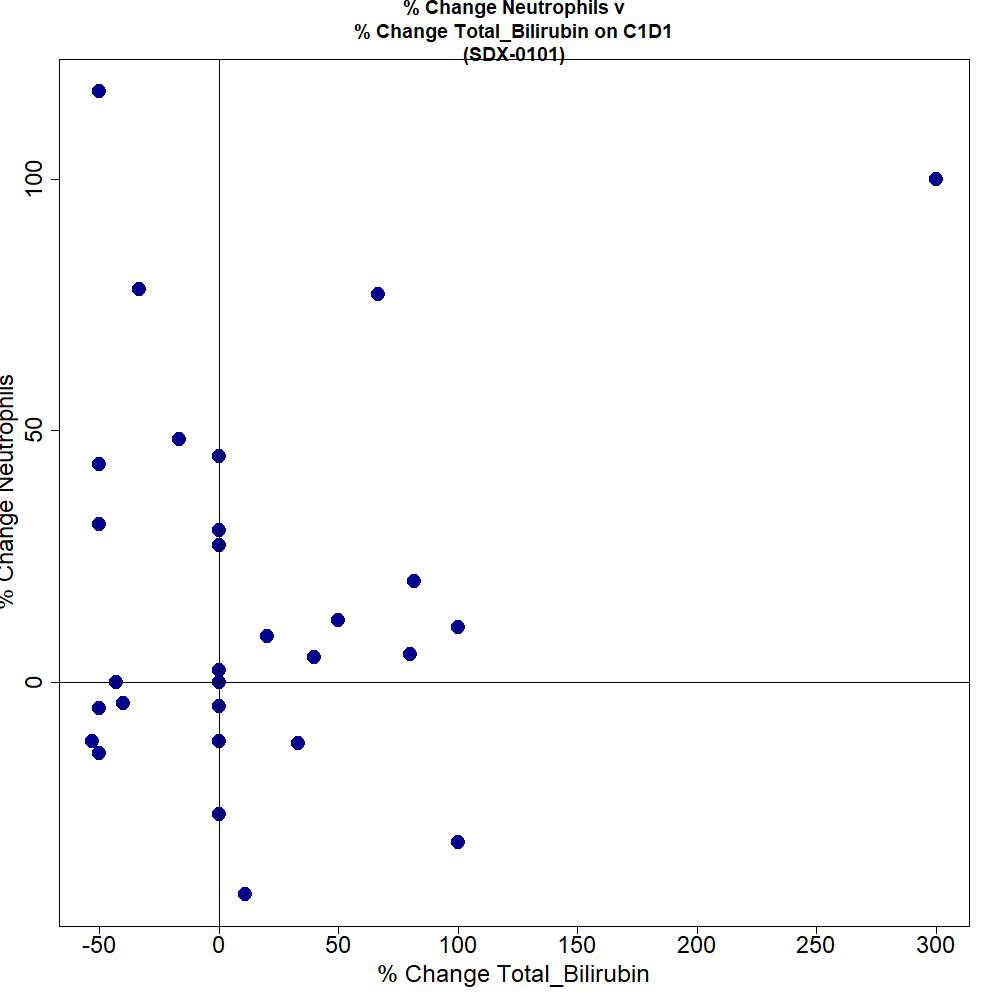 % Change Neutrophils v
% Change Total_Bilirubin on C1D1
(SDX-0101)
% Change Neutrophils
100
50
0
-50 0 50 100 150 200 250 300
% Change Total_Bilirubin